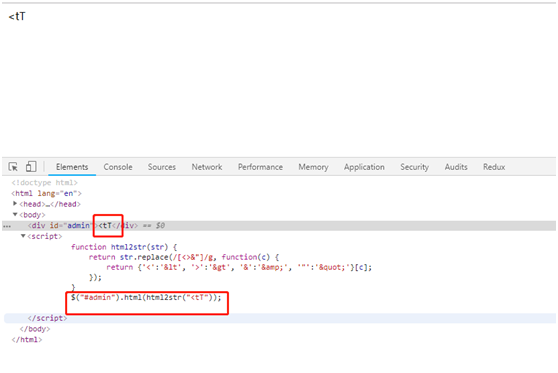 <tT
Elements Console Sources Network Performance Memory Application Security Audits Redux
<!doctype html>
<html lang="en">
<head>…</head>
<body>
<div id="admin"><tT</div> == $0
<script>
function html2str(str) {
return str.replace(/[<>&"]/g, function(c) {
return {'<':'&lt', '>':'&gt', '&':'&amp;', '"':'&quot;'}[c];
});
}
$("#admin").html(html2str("<tT"));
</script>
</body>
</html>